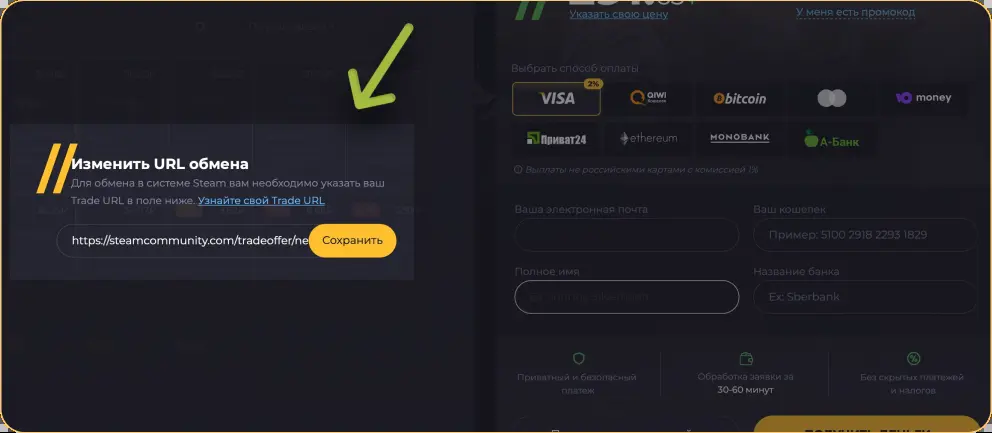 Указать свою цену
У меня есть промокод
Выбрать способ оплаты
VISA
2%
QIWI
bitcoin
money
Приват24
ethereum
MONOBANK
А-Банк
Выплаты не российскими картами с комиссией 1%
Изменить URL обмена
Для обмена в системе Steam вам необходимо указать ваш
Trade URL в поле ниже. Узнайте свой Trade URL
https://steamcommunity.com/tradeoffer/ne
Сохранить
Ваша электронная почта
Ваш кошелек
Пример: 5100 2918 2293 1829
Полное имя
Название банка
Ex: Sberbank
Приватный и безопасный
платеж
Обработка заявки за
30-60 минут
Без скрытых платежей
и налогов